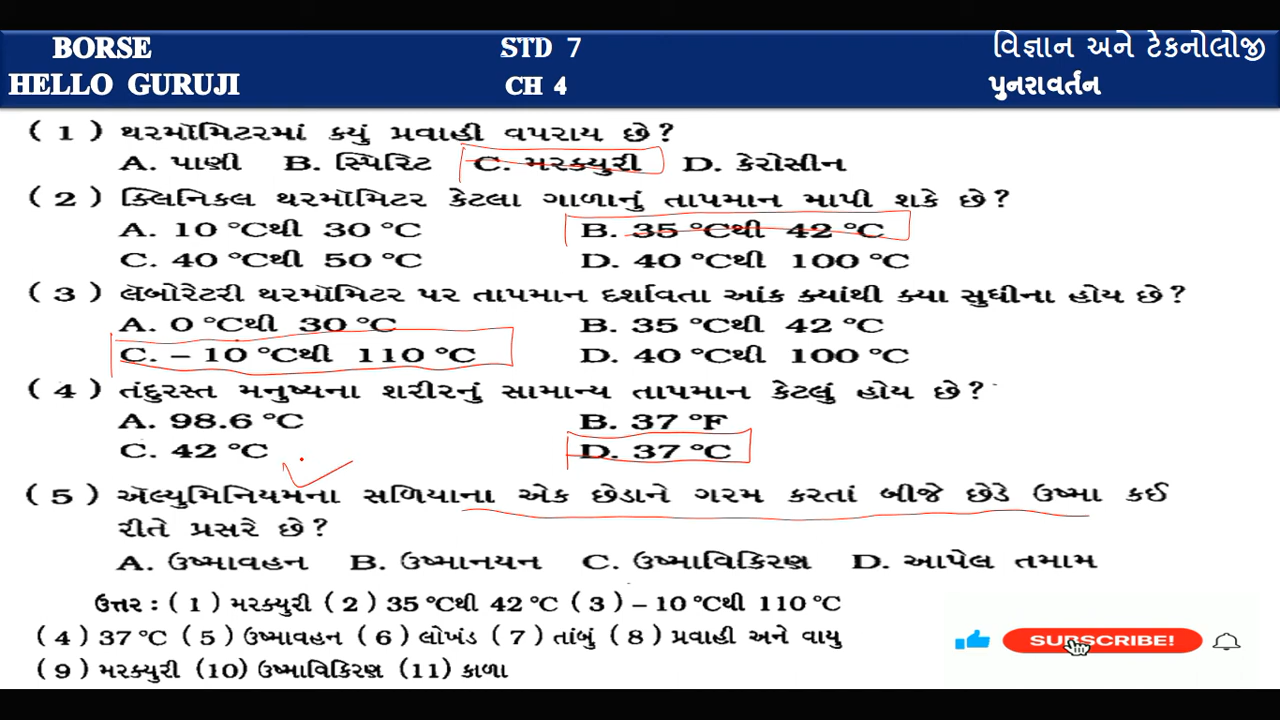 BORSE STD 7 વિજ્ઞાન અને ટેકનોલોજી
HELLO GURUJI CH 4 પુનરાવર્તન
( 1 ) થરમૉમિટરમાં કયું પ્રવાહી વપરાય છે?
A. પાણી B. સ્પિરિટ C. મરક્યુરી D. કેરોસીન
( 2 ) ક્લિનિકલ થરમૉમિટર કેટલા ગાળાનું તાપમાન માપી શકે છે?
A. 10 °Cથી 30 °C B. 35 °Cથી 42 °C
C. 40 °Cથી 50 °C D. 40 °Cથી 100 °C
( 3 ) લૅબોરેટરી થરમૉમિટર પર તાપમાન દર્શાવતા આંક ક્યાંથી ક્યા સુધીના હોય છે?
A. 0 °Cથી 30 °C B. 35 °Cથી 42 °C
C. – 10 °Cથી 110 °C D. 40 °Cથી 100 °C
( 4 ) તંદુરસ્ત મનુષ્યના શરીરનું સામાન્ય તાપમાન કેટલું હોય છે?
A. 98.6 °C B. 37 °F
C. 42 °C D. 37 °C
( 5 ) ઍલ્યુમિનિયમના સળિયાના એક છેડાને ગરમ કરતાં બીજે છેડે ઉષ્મા કઈ
રીતે પ્રસરે છે?
A. ઉષ્માવહન B. ઉષ્માનયન C. ઉષ્માવિકિરણ D. આપેલ તમામ
ઉત્તર : ( 1 ) મરક્યુરી ( 2 ) 35 °Cથી 42 °C ( 3 ) – 10 °Cથી 110 °C
( 4 ) 37 °C ( 5 ) ઉષ્માવહન ( 6 ) લોખંડ ( 7 ) તાંબું ( 8 ) પ્રવાહી અને વાયુ
SUBSCRIBE!
( 9 ) મરક્યુરી (10) ઉષ્માવિકિરણ (11) કાળા